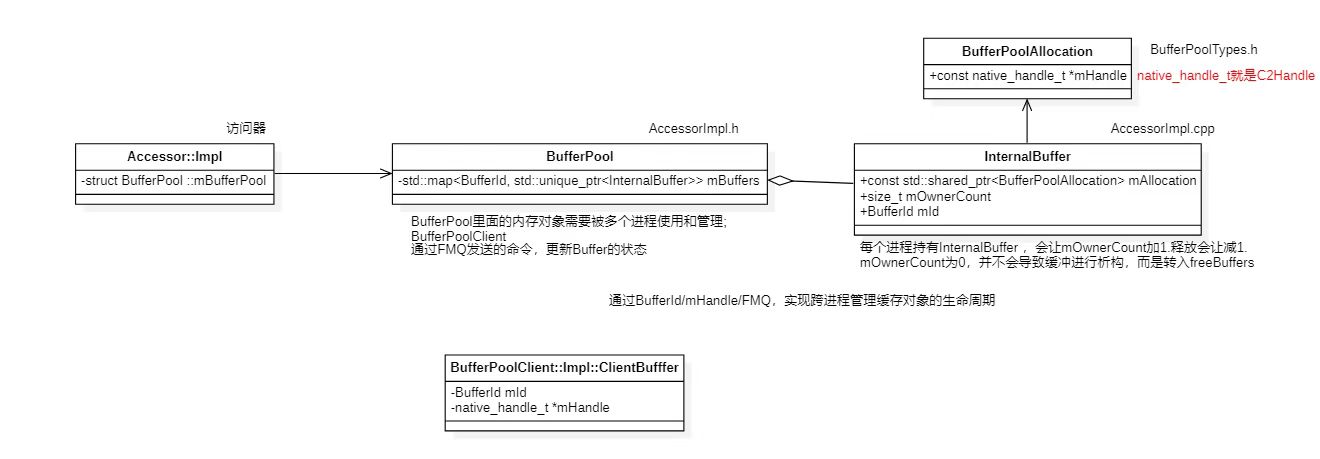 BufferPoolAllocation
BufferPoolTypes.h
+const native_handle_t *mHandle
native_handle_t就是C2Handle
访问器
AccessorImpl.h
AccessorImpl.cpp
Accessor::Impl
-struct BufferPool ::mBufferPool
BufferPool
-std::map<BufferId, std::unique_ptr<InternalBuffer>> mBuffers
InternalBuffer
+const std::shared_ptr<BufferPoolAllocation> mAllocation
+size_t mOwnerCount
+BufferId mId
BufferPool里面的内存对象需要被多个进程使用和管理;
BufferPoolClient
通过FMQ发送的命令，更新Buffer的状态
每个进程持有InternalBuffer ，会让mOwnerCount加1.释放会让减1.
mOwnerCount为0，并不会导致缓冲进行析构，而是转入freeBuffers
通过BufferId/mHandle/FMQ，实现跨进程管理缓存对象的生命周期
BufferPoolClient::Impl::ClientBufffer
-BufferId mId
-native_handle_t *mHandle